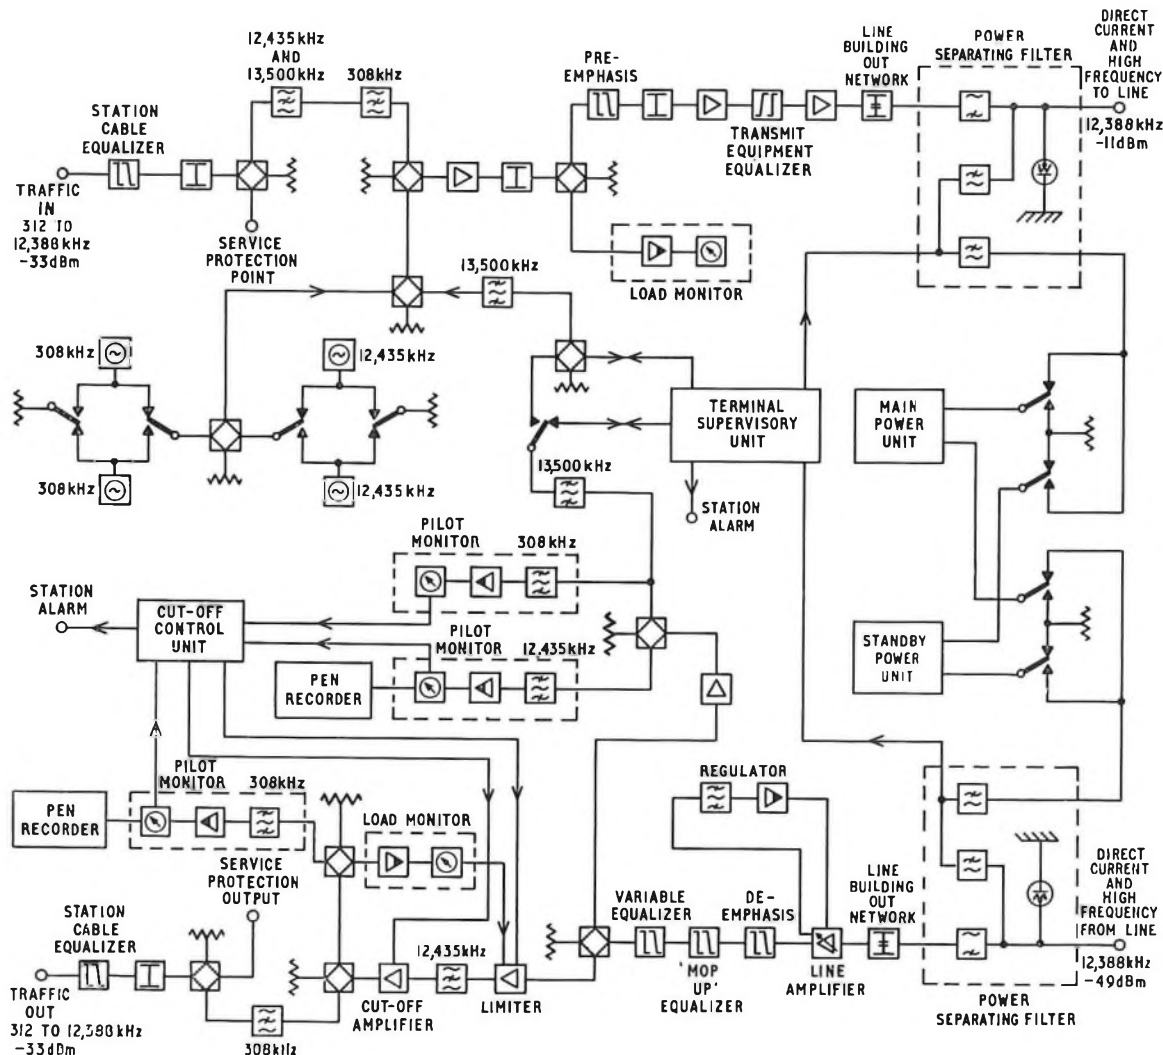 12,435kHz
AND
13,500kHz
308kHz
STATION
CABLE
EQUALIZER
TRAFFIC
IN
312 TO
12,388kHz
-33dBm
SERVICE
PROTECTION
POINT
PRE-
EMPHASIS
TRANSMIT
EQUIPMENT
EQUALIZER
LINE
BUILDING
OUT
NETWORK
POWER
SEPARATING FILTER
DIRECT
CURRENT
AND
HIGH
FREQUENCY
TO LINE
12,388kHz
-11dBm
LOAD MONITOR
13,500kHz
308kHz
12,435kHz
308kHz
12,435kHz
13,500kHz
TERMINAL
SUPERVISORY
UNIT
STATION
ALARM
MAIN
POWER
UNIT
STANDBY
POWER
UNIT
PILOT
MONITOR
308kHz
STATION
ALARM
CUT-OFF
CONTROL
UNIT
PILOT
MONITOR
12,435kHz
PEN
RECORDER
PILOT
MONITOR
308kHz
PEN
RECORDER
LOAD MONITOR
SERVICE
PROTECTION
OUTPUT
STATION
CABLE
EQUALIZER
TRAFFIC
OUT
312 TO 12,388kHz
-33dBm
308kHz
CUT-OFF
AMPLIFIER
12,435kHz
LIMITER
REGULATOR
VARIABLE
EQUALIZER
'MOP
UP'
EQUALIZER
DE-
EMPHASIS
LINE
AMPLIFIER
LINE
BUILDING
OUT
NETWORK
POWER
SEPARATING FILTER
DIRECT
CURRENT
AND
HIGH
FREQUENCY
FROM LINE
12,388kHz
-49dBm